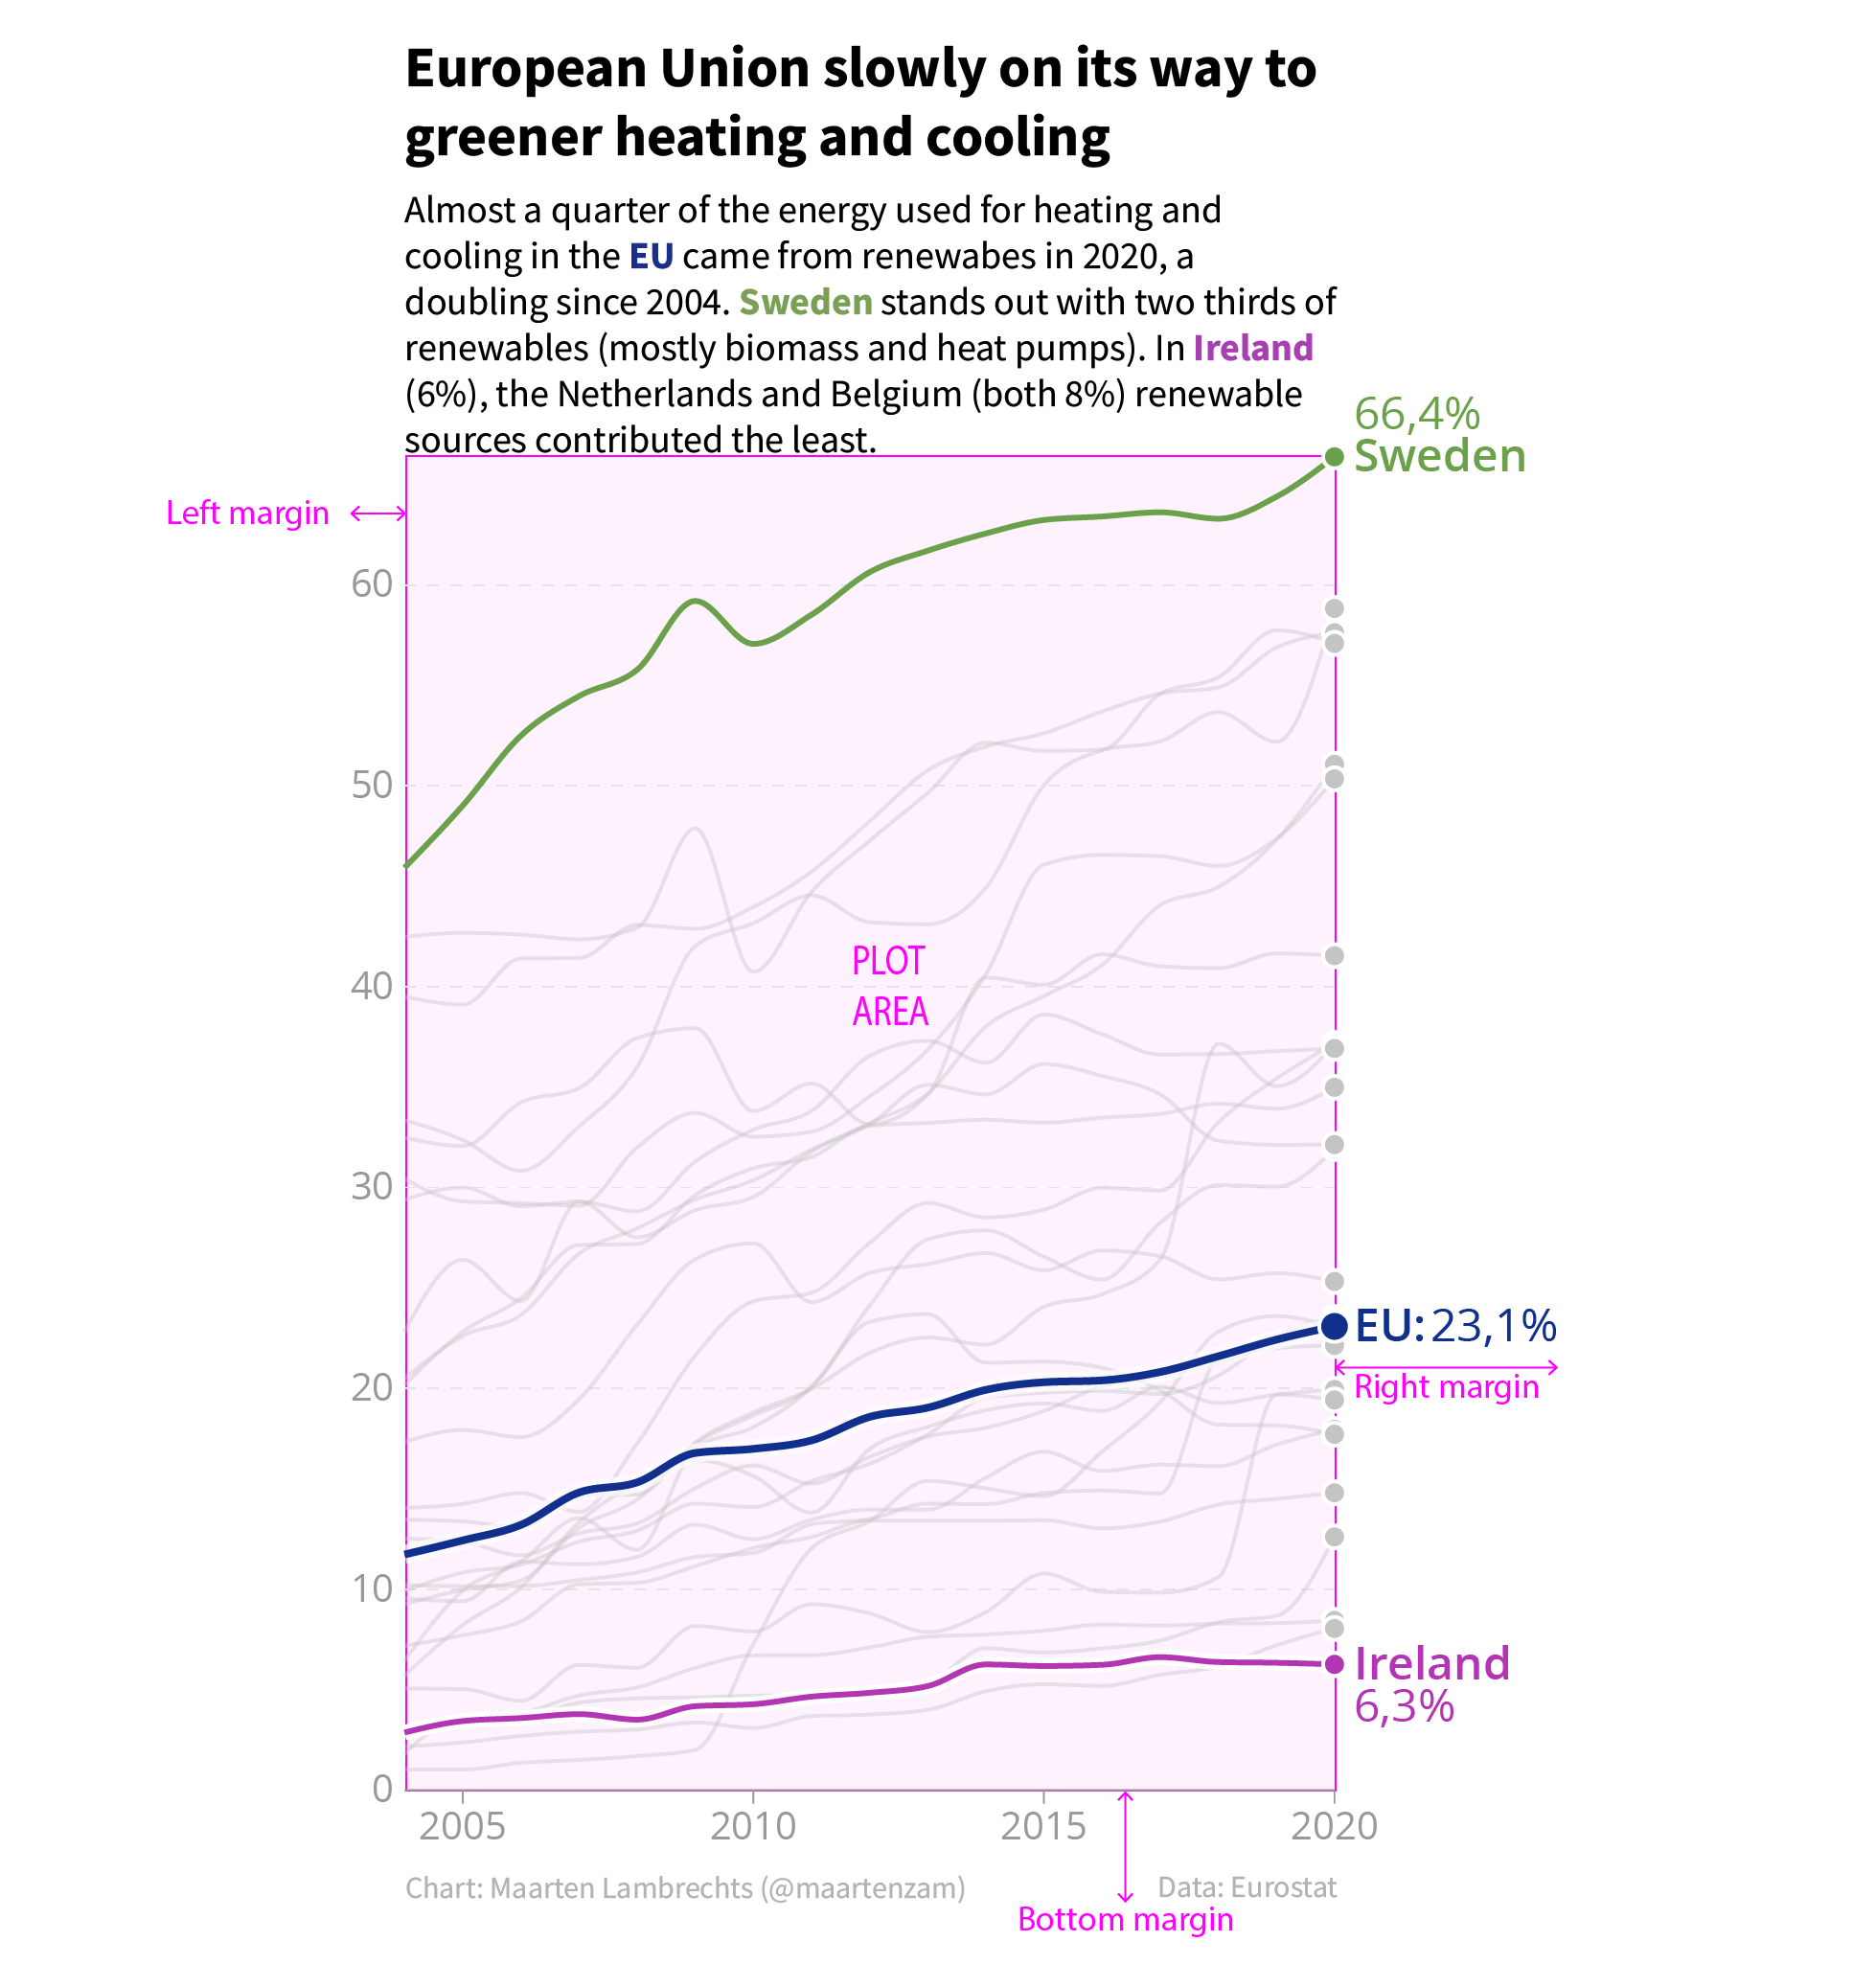 European Union slowly on its way to
greener heating and cooling
Almost a quarter of the energy used for heating and
cooling in the EU came from renewabes in 2020, a
doubling since 2004. Sweden stands out with two thirds of
renewables (mostly biomass and heat pumps). In Ireland
(6%), the Netherlands and Belgium (both 8%) renewable
sources contributed the least.
66,4%
Sweden
Left margin
60
50
PLOT
AREA
40
30
EU: 23,1%
Right margin
20
10
Ireland
6,3%
0
2005 2010 2015 2020
Chart: Maarten Lambrechts (@maartenzam) Data: Eurostat
Bottom margin